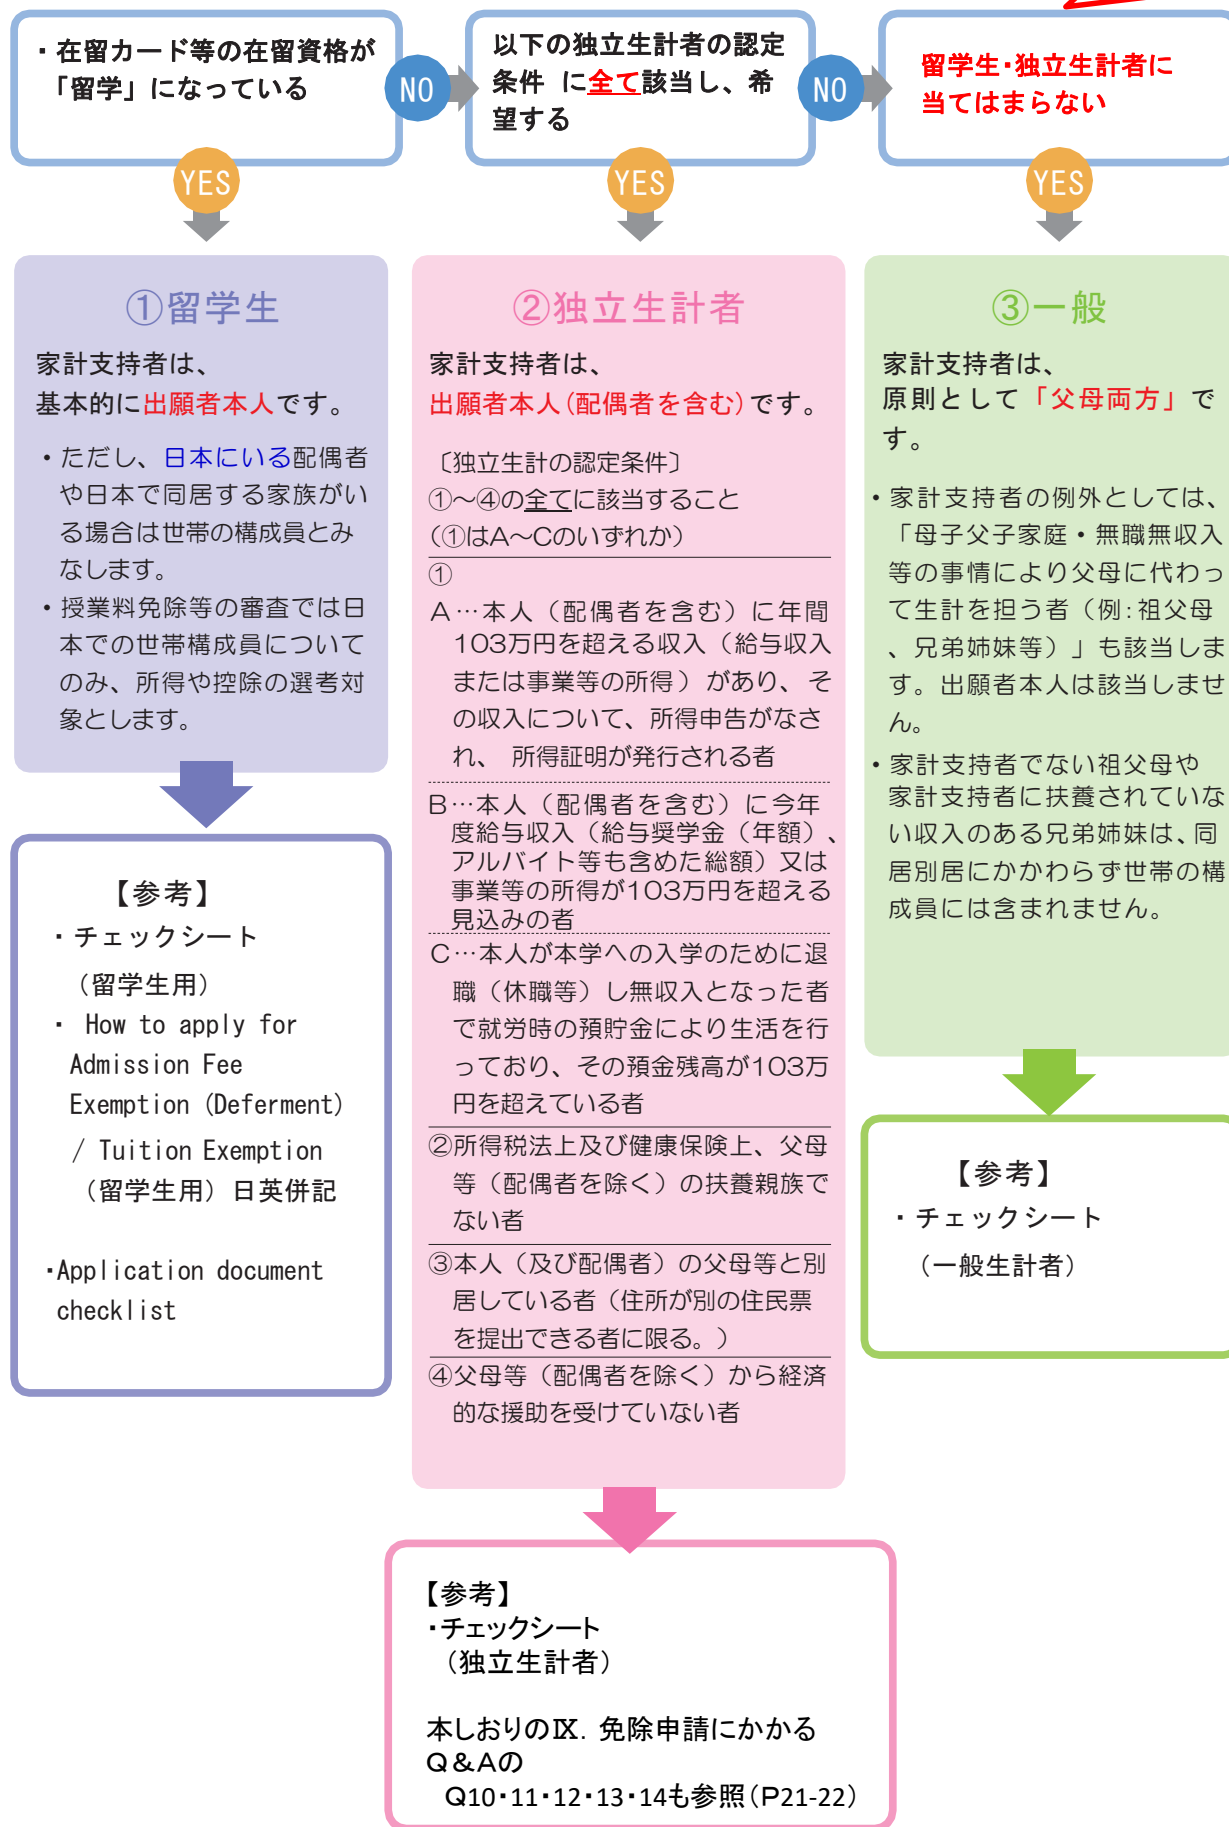 ・在留カード等の在留資格が
「留学」になっている
NO
以下の独立生計者の認定
条件 に全て該当し、希
望する
NO
留学生・独立生計者に
当てはまらない
YES
YES
YES
①留学生
家計支持者は、
基本的に出願者本人です。
・ただし、日本にいる配偶者
や日本で同居する家族がい
る場合は世帯の構成員とみ
なします。
・授業料免除等の審査では日
本での世帯構成員について
のみ、所得や控除の選考対
象とします。
【参考】
・チェックシート
（留学生用）
・ How to apply for
Admission Fee
Exemption (Deferment)
/ Tuition Exemption
（留学生用）日英併記
・Application document
checklist
②独立生計者
家計支持者は、
出願者本人（配偶者を含む）です。
〔独立生計の認定条件〕
①～④の全てに該当すること
（①はA～Cのいずれか）
①
A…本人（配偶者を含む）に年間
103万円を超える収入（給与収入
または事業等の所得）があり、そ
の収入について、所得申告がなさ
れ、 所得証明が発行される者
B…本人（配偶者を含む）に今年
度給与収入（給与奨学金（年額）、
アルバイト等も含めた総額）又は
事業等の所得が103万円を超える
見込みの者
C…本人が本学への入学のために退
職（休職等）し無収入となった者
で就労時の預貯金により生活を行
っており、その預金残高が103万
円を超えている者
②所得税法上及び健康保険上、父母
等（配偶者を除く）の扶養親族で
ない者
③本人（及び配偶者）の父母等と別
居している者（住所が別の住民票
を提出できる者に限る。）
④父母等（配偶者を除く）から経済
的な援助を受けていない者
【参考】
・チェックシート
（独立生計者）
本しおりのⅨ. 免除申請にかかる
Q&Aの
Q10・11・12・13・14も参照（P21-22）
③一般
家計支持者は、
原則として「父母両方」で
す。
・家計支持者の例外としては、
「母子父子家庭・無職無収入
等の事情により父母に代わっ
て生計を担う者（例:祖父母
、兄弟姉妹等）」も該当しま
す。出願者本人は該当しませ
ん。
・家計支持者でない祖父母や
家計支持者に扶養されていな
い収入のある兄弟姉妹は、同
居別居にかかわらず世帯の構
成員には含まれません。
【参考】
・チェックシート
（一般生計者）